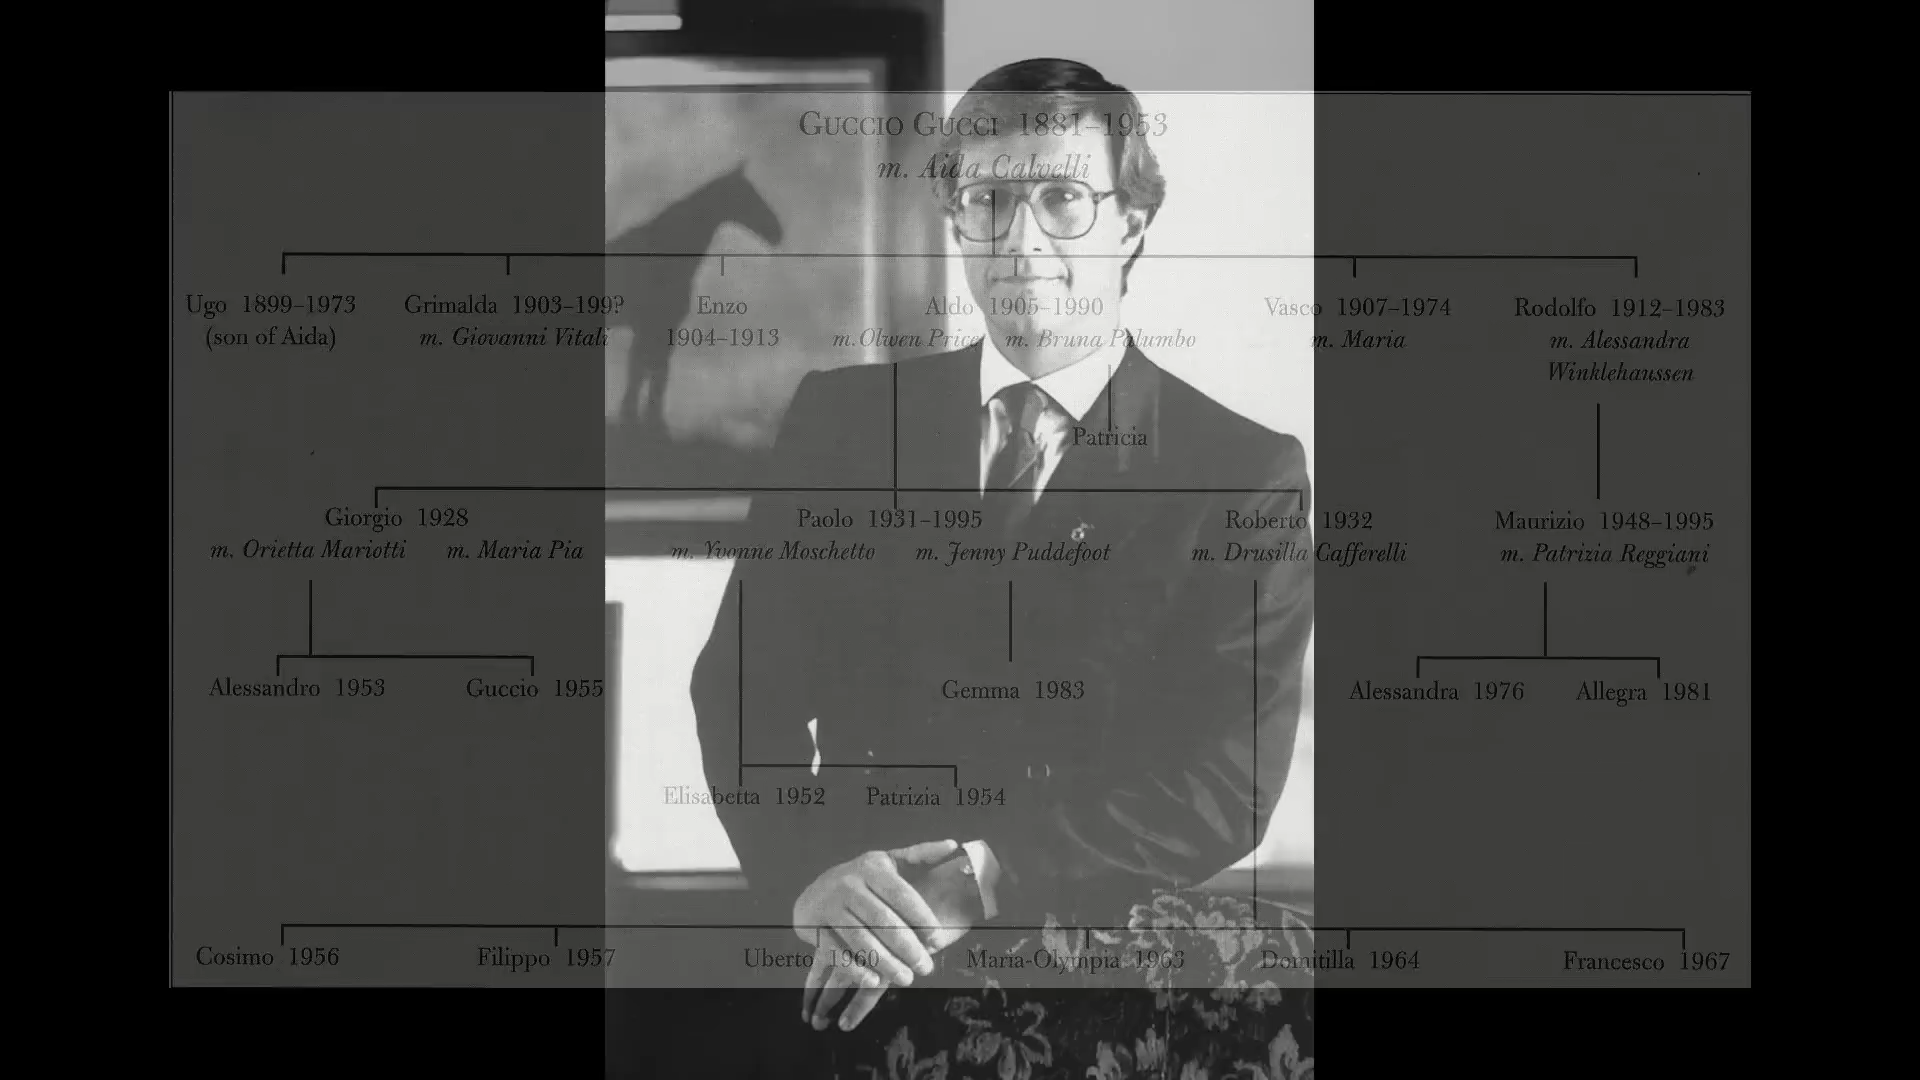 GUCCIO GUCCI 1881–1953
m. Aida Calvelli
Ugo 1899–1973
(son of Aida)
Grimalda 1903–199?
m. Giovanni Vitali
Enzo
1904–1913
Aldo 1905–1990
m. Olwen Price m. Bruna Palumbo
Vasco 1907–1974
m. Maria
Rodolfo 1912–1983
m. Alessandra
Winklehaussen
Patricia
Giorgio 1928
m. Orietta Mariotti m. Maria Pia
Paolo 1931–1995
m. Yvonne Moschetto m. Jenny Puddefoot
Roberto 1932
m. Drusilla Cafferelli
Maurizio 1948–1995
m. Patrizia Reggiani
Alessandro 1953
Guccio 1955
Gemma 1983
Alessandra 1976
Allegra 1981
Elisabetta 1952
Patrizia 1954
Cosimo 1956
Filippo 1957
Uberto 1960
Maria-Olympia 1963
Domitilla 1964
Francesco 1967